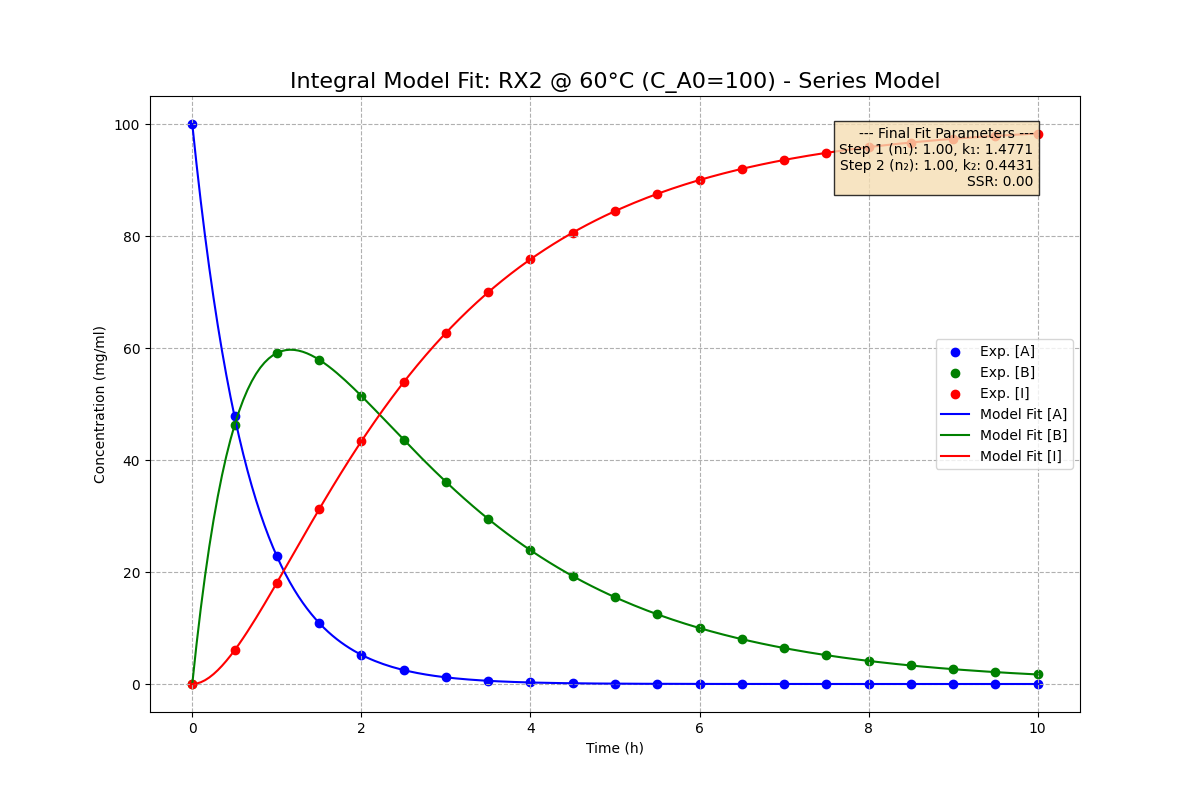 Integral Model Fit: RX2 @ 60°C (C_A0=100) - Series Model
--- Final Fit Parameters ---
Step 1 (n₁): 1.00, k₁: 1.4771
Step 2 (n₂): 1.00, k₂: 0.4431
SSR: 0.00
Exp. [A]
Exp. [B]
Exp. [I]
Model Fit [A]
Model Fit [B]
Model Fit [I]
Concentration (mg/ml)
100
80
60
40
20
0
0 2 4 6 8 10
Time (h)